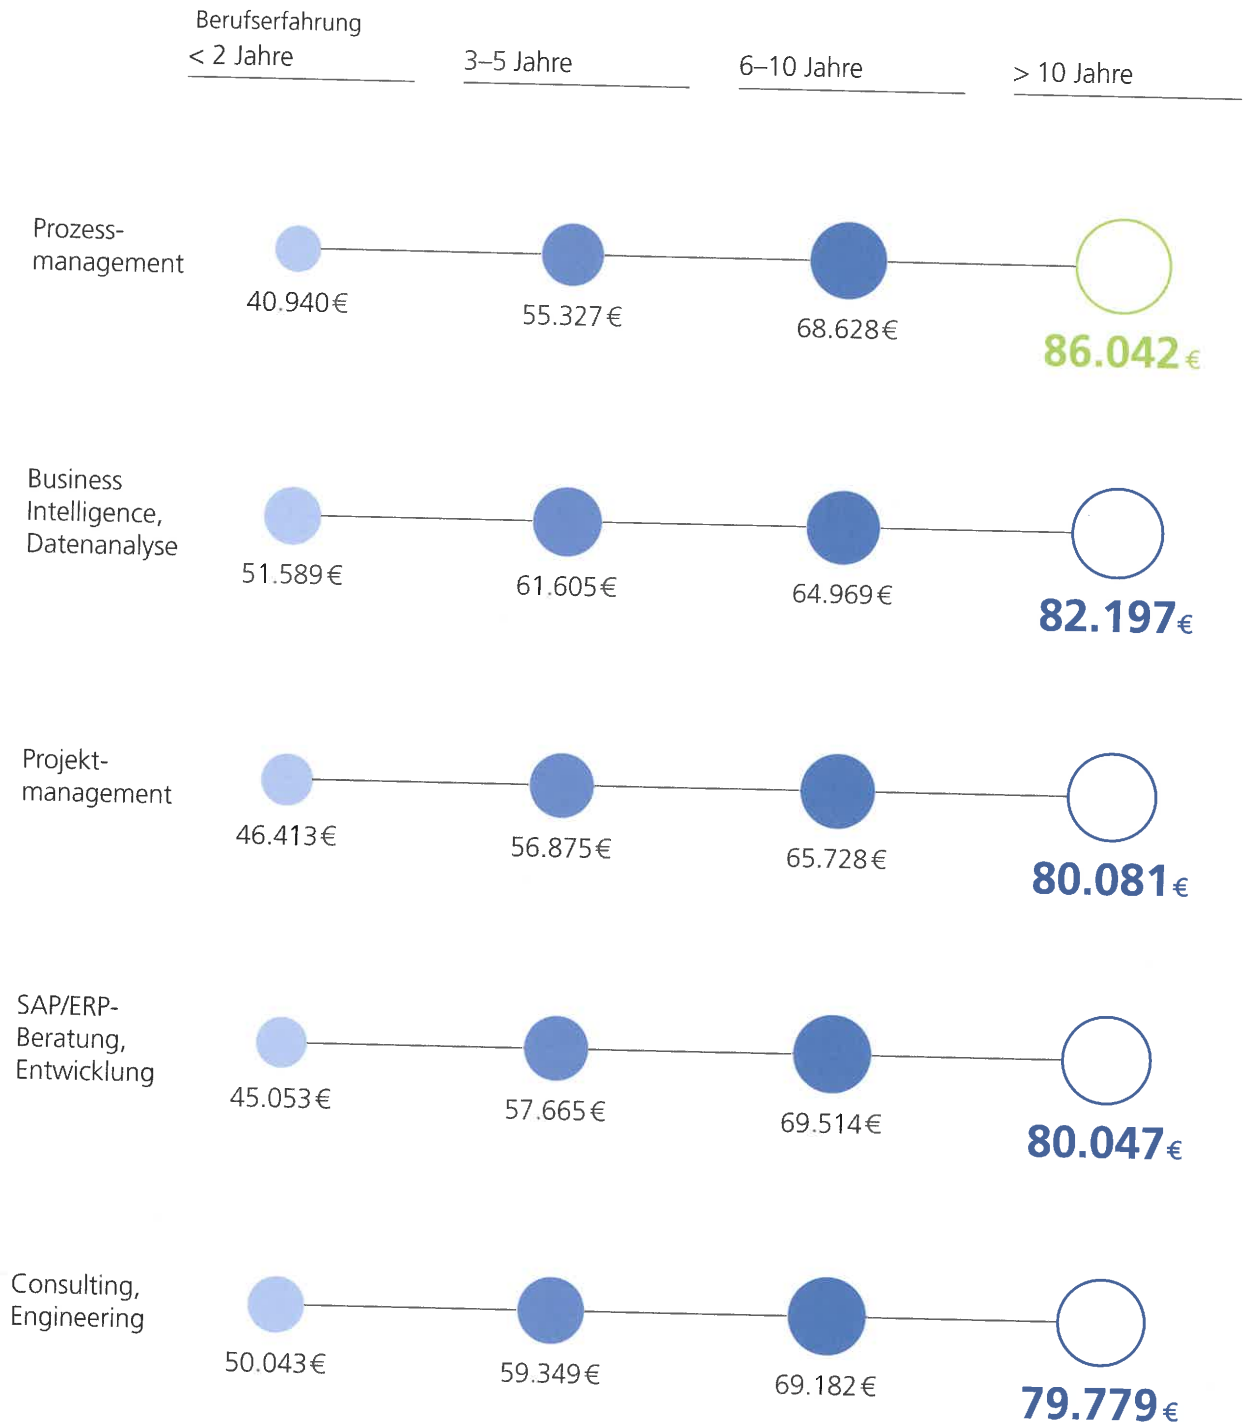 Berufserfahrung
< 2 Jahre
3–5 Jahre
6–10 Jahre
> 10 Jahre
Prozess-
management
40.940 €
55.327 €
68.628 €
86.042 €
Business
Intelligence,
Datenanalyse
51.589 €
61.605 €
64.969 €
82.197 €
Projekt-
management
46.413 €
56.875 €
65.728 €
80.081 €
SAP/ERP-
Beratung,
Entwicklung
45.053 €
57.665 €
69.514 €
80.047 €
Consulting,
Engineering
50.043 €
59.349 €
69.182 €
79.779 €